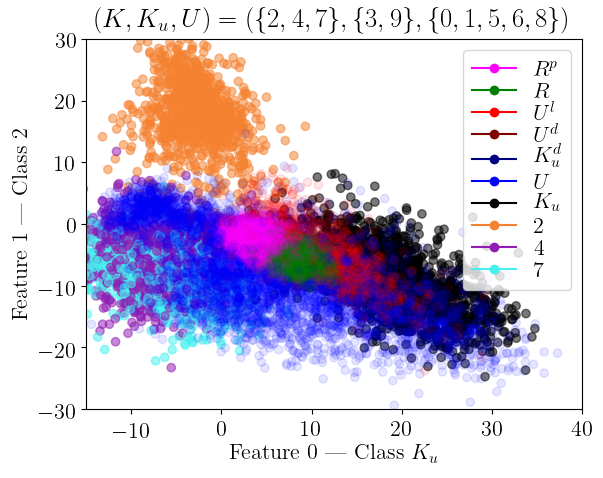 (K, K_u, U) = ({2, 4, 7}, {3, 9}, {0, 1, 5, 6, 8})
30
20
10
0
−10
−20
−30
Feature 1 — Class 2
R^p
R
U^l
U^d
K_u^d
U
K_u
2
4
7
−10
0
10
20
30
40
Feature 0 — Class K_u